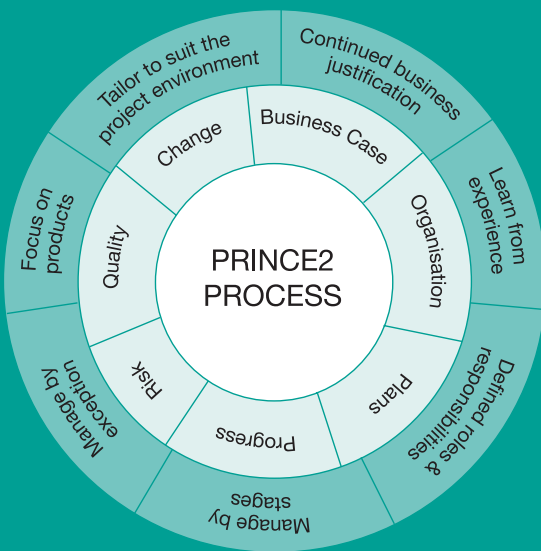 Continued business
justification
Learn from
experience
Defined roles &
responsibilities
Manage by
stages
Manage by
exception
Focus on
products
Tailor to suit the
project environment
Business Case
Organisation
Plans
Progress
Risk
Quality
Change
PRINCE2
PROCESS